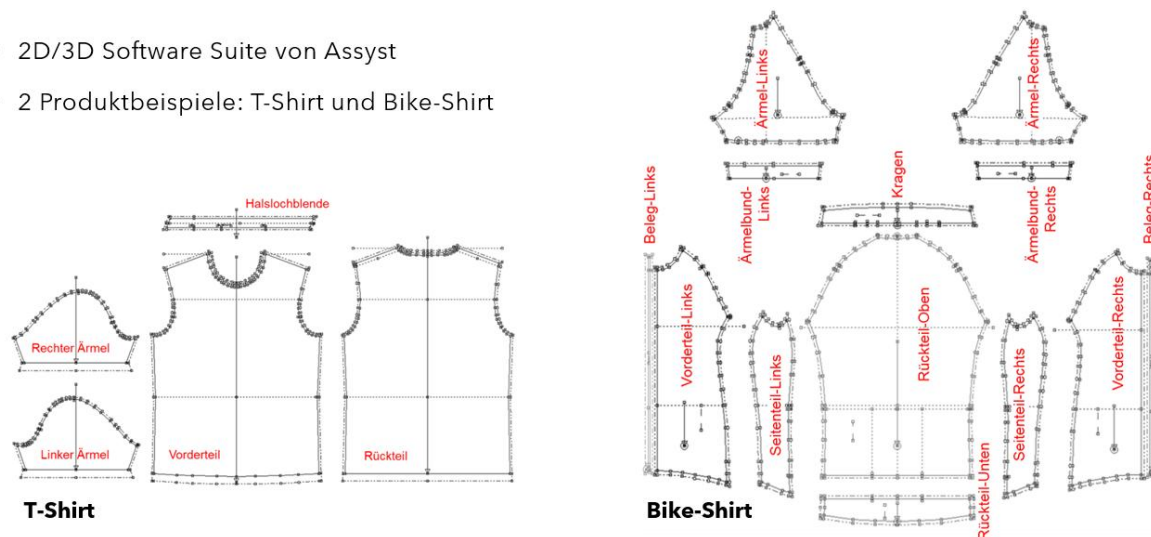 2D/3D Software Suite von Assyst
2 Produktbeispiele: T-Shirt und Bike-Shirt
Halslochblende
Rechter Ärmel
Linker Ärmel
Vorderteil
Rückteil
T-Shirt
Ärmel-Links
Ärmel-Rechts
Beleg-Links
Ärmelbund-
Links
Kragen
Ärmelbund-
Rechts
Beleg-Rechts
Vorderteil-Links
Seitenteil-Links
Rückteil-Oben
Seitenteil-Rechts
Vorderteil-Rechts
Rückteil-Unten
Bike-Shirt